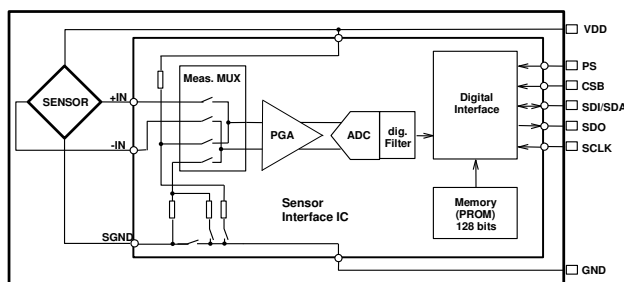 VDD
PS
CSB
SDI/SDA
SDO
SCLK
GND
SENSOR
+IN
-IN
SGND
Meas. MUX
PGA
ADC
dig.
Filter
Digital
Interface
Memory
(PROM)
128 bits
Sensor
Interface IC